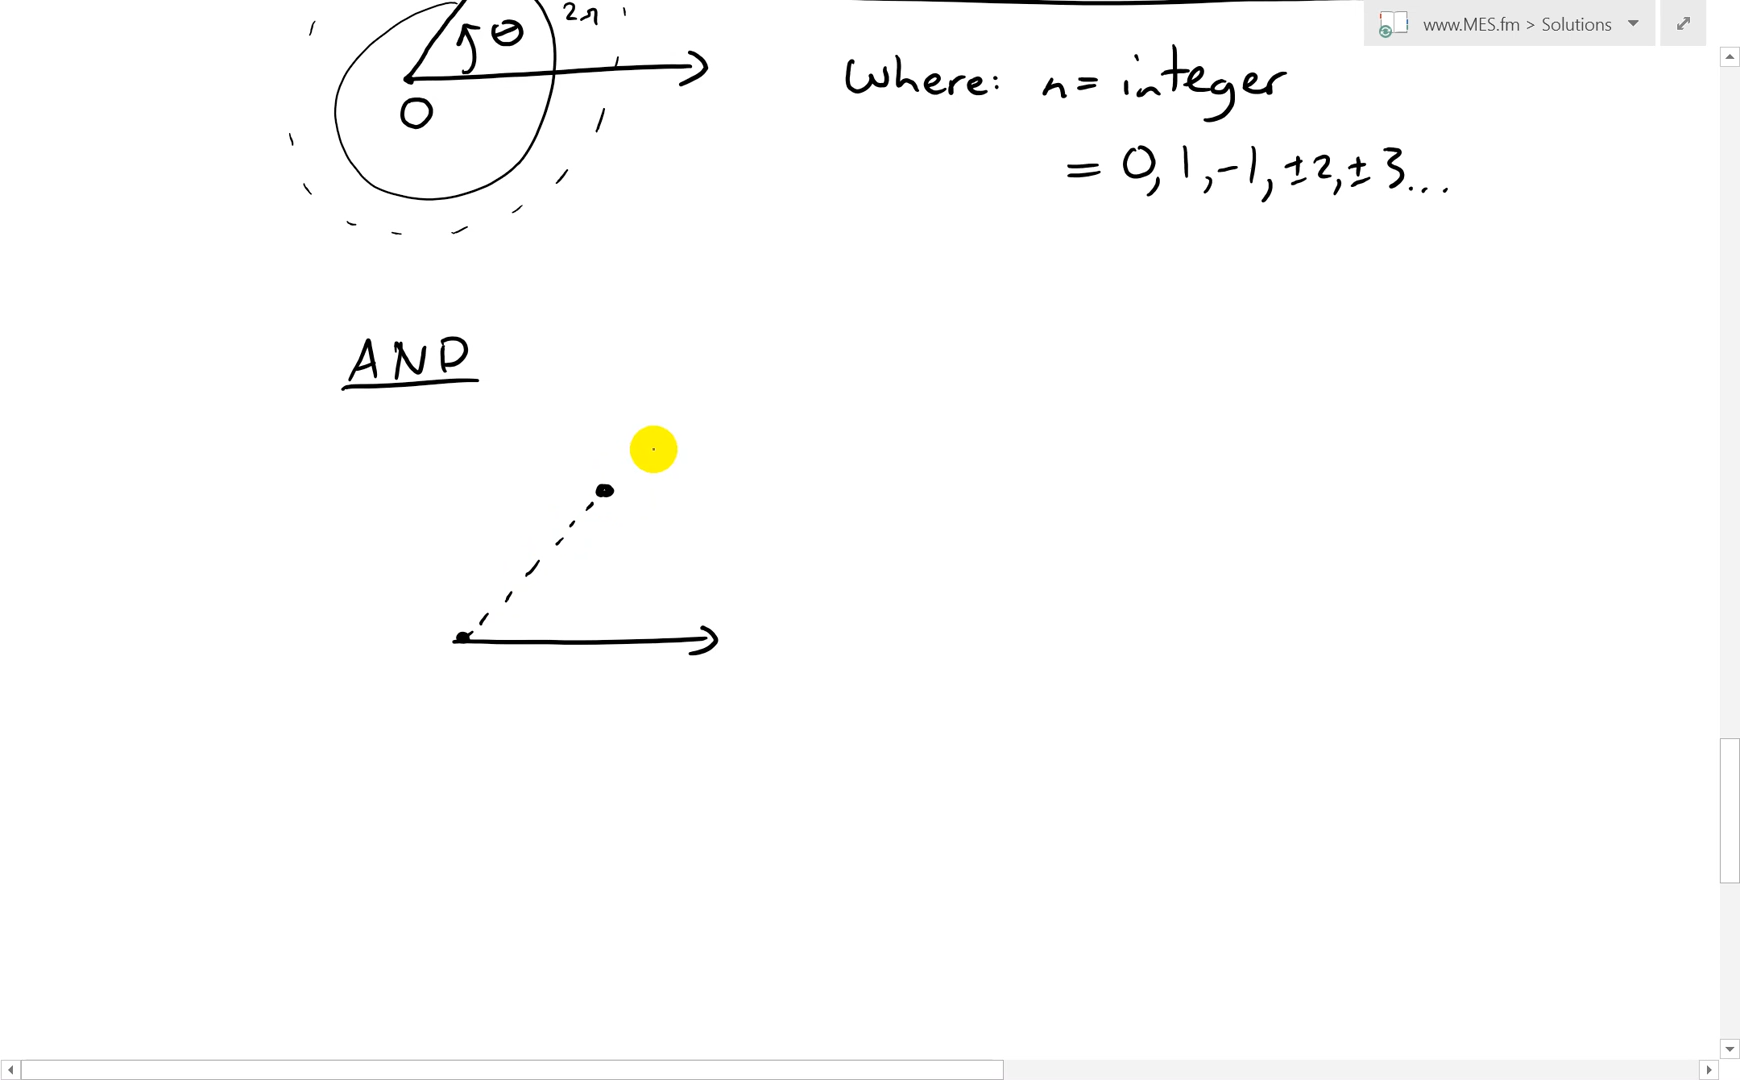 2π
θ
www.MES.fm > Solutions
where: n = integer
O
= 0, 1, -1, ±2, ±3...
AND